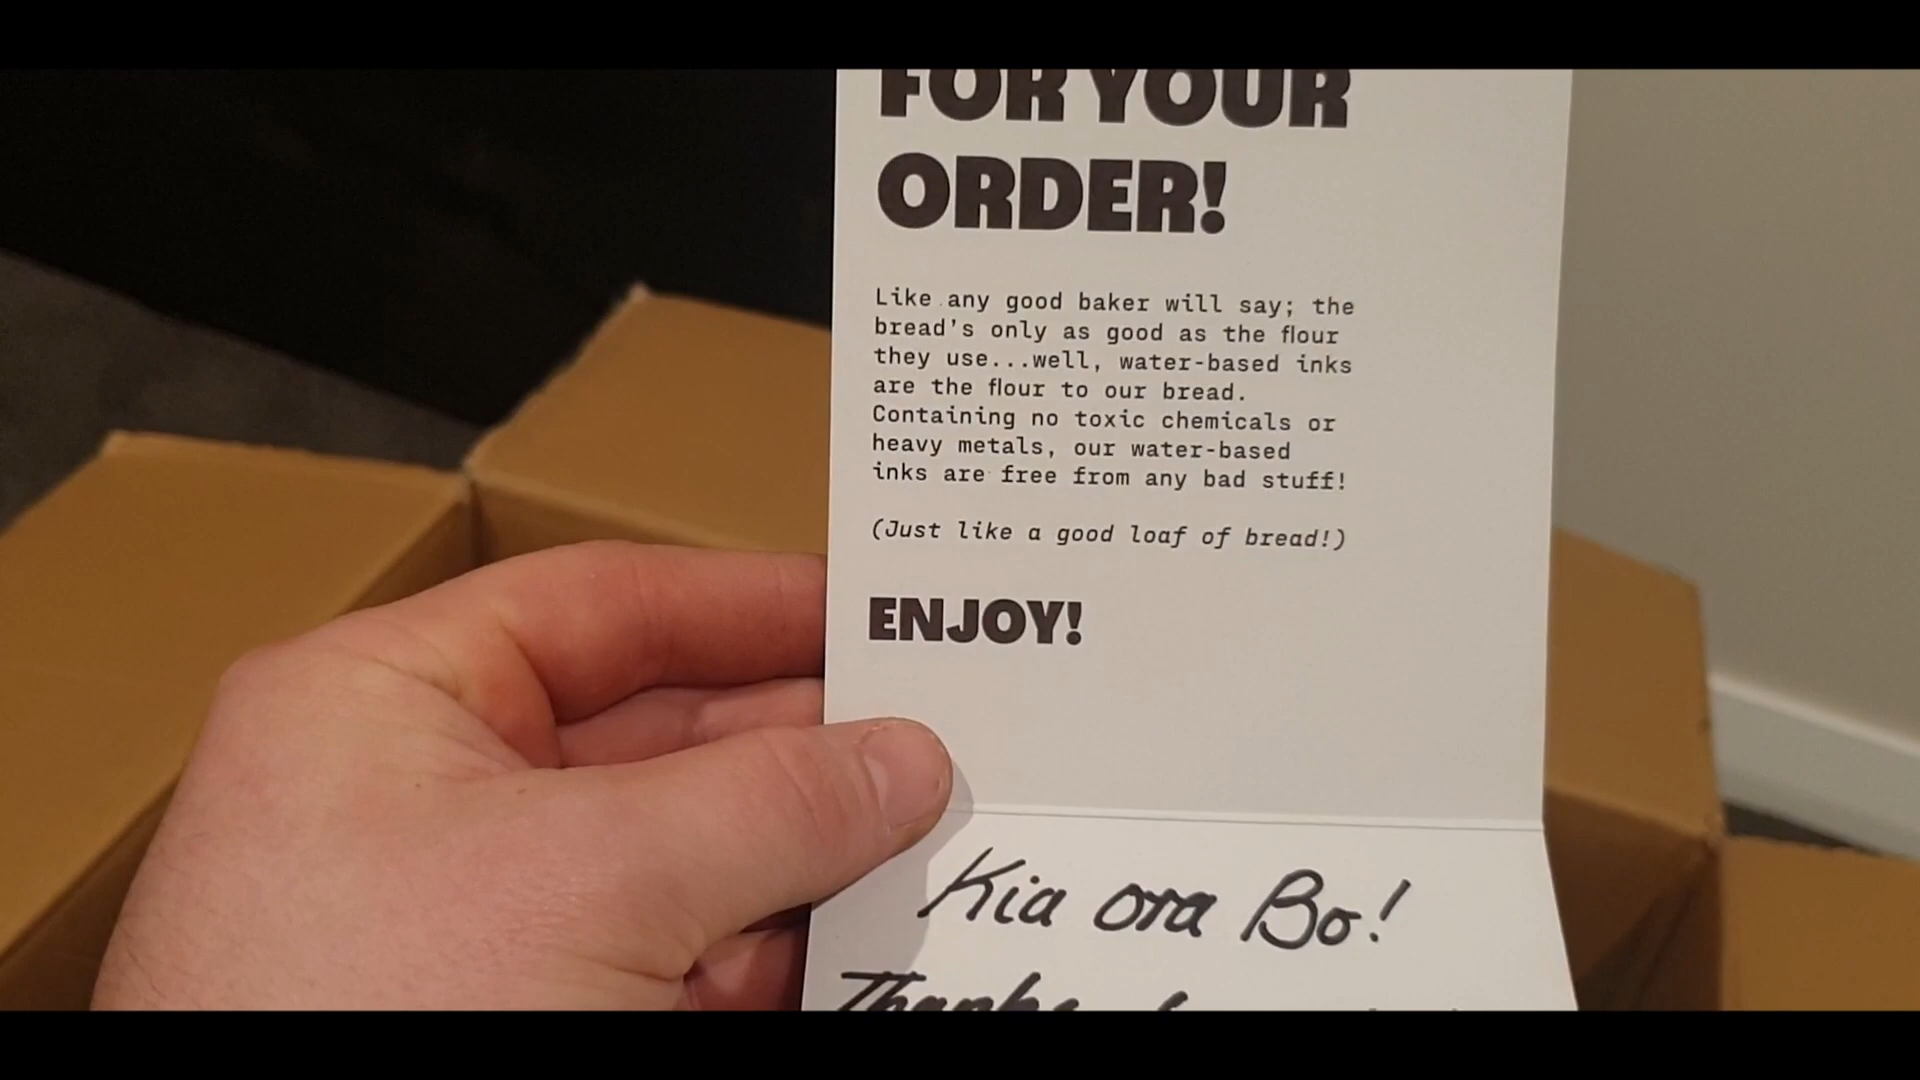 FOR YOUR
ORDER!
Like any good baker will say; the
bread's only as good as the flour
they use...well, water-based inks
are the flour to our bread.
Containing no toxic chemicals or
heavy metals, our water-based
inks are free from any bad stuff!
(Just like a good loaf of bread!)
ENJOY!
Kia ora Bo!
Thanks